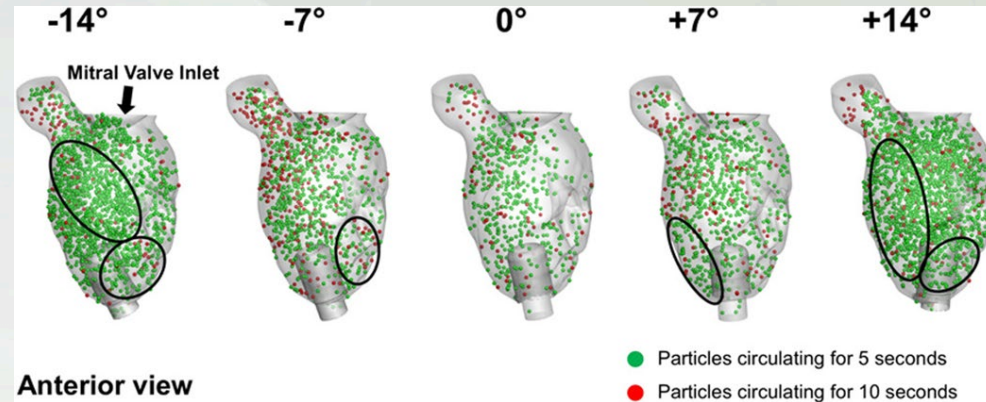 -14° -7° 0° +7° +14°
Mitral Valve Inlet
Particles circulating for 5 seconds
Particles circulating for 10 seconds
Anterior view